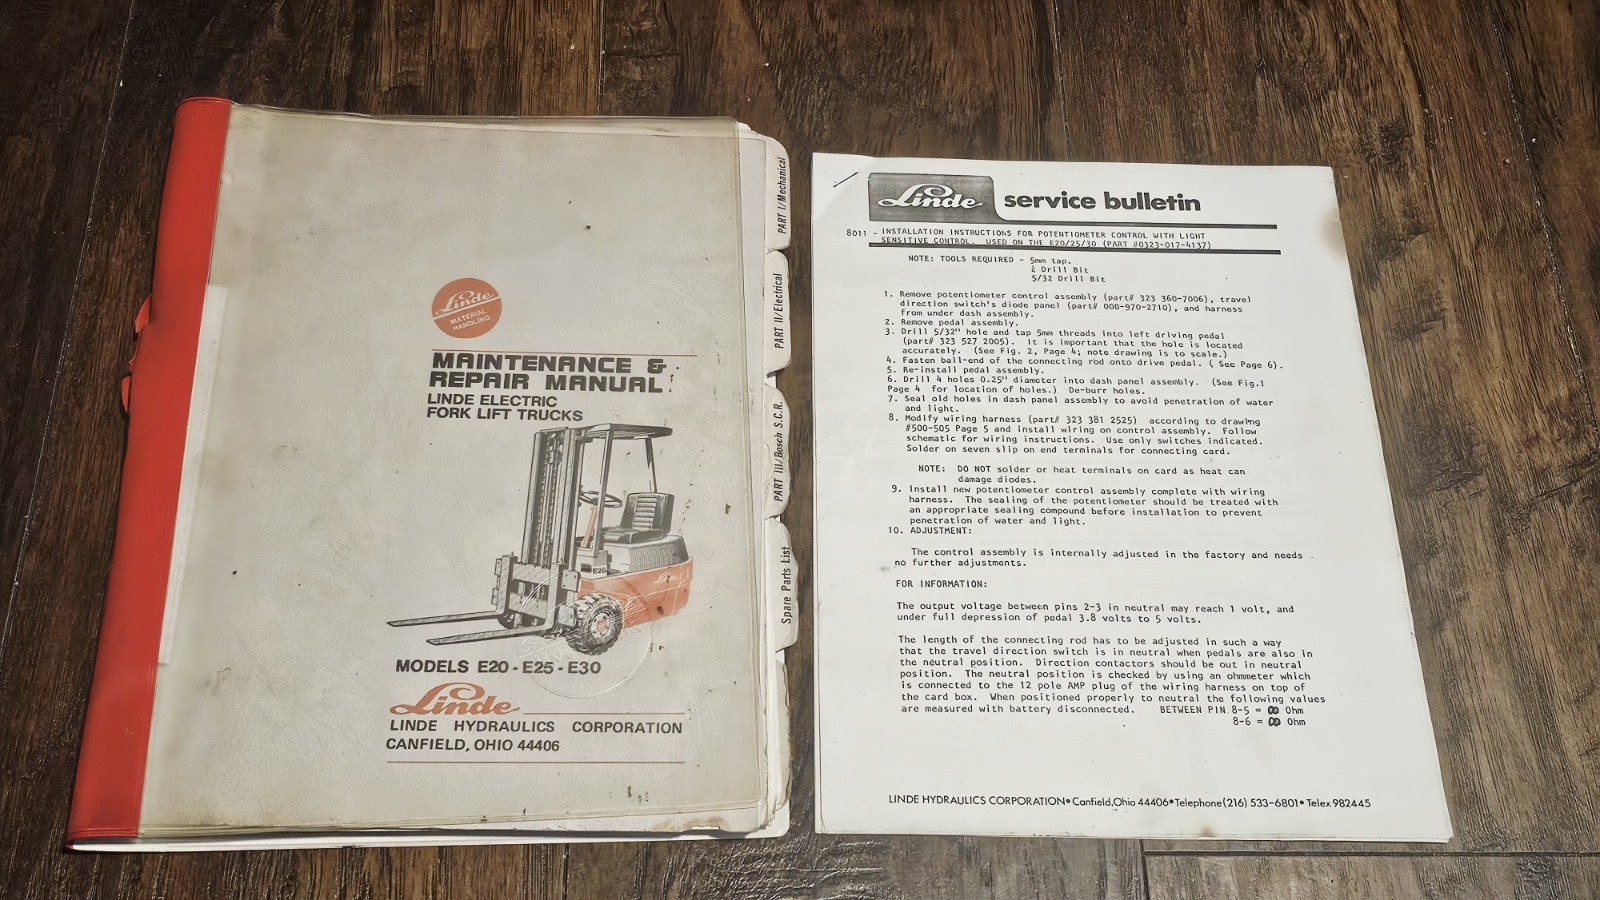 Linde
MATERIAL
HANDLING
MAINTENANCE &
REPAIR MANUAL
LINDE ELECTRIC
FORK LIFT TRUCKS
E25
Linde
MODELS E20 - E25 - E30
Linde
LINDE HYDRAULICS CORPORATION
CANFIELD, OHIO 44406
PART I/Mechanical
PART II/Electrical
PART III/Bosch S.C.R.
Spare Parts List
Linde service bulletin
8011 - INSTALLATION INSTRUCTIONS FOR POTENTIOMETER CONTROL WITH LIGHT
SENSITIVE CONTROL. USED ON THE E20/25/30 (PART #0323-017-4137)
NOTE: TOOLS REQUIRED - 5mm tap.
¼ Drill Bit
5/32 Drill Bit
1. Remove potentiometer control assembly (part# 323 360-7006), travel
direction switch's diode panel (part# 000-970-2710), and harness
from under dash assembly.
2. Remove pedal assembly.
3. Drill 5/32" hole and tap 5mm threads into left driving pedal
(part# 323 527 2005). It is important that the hole is located
accurately. (See Fig. 2, Page 4; note drawing is to scale.)
4. Fasten ball-end of the connecting rod onto drive pedal. ( See Page 6).
5. Re-install pedal assembly.
6. Drill 4 holes 0.25" diameter into dash panel assembly. (See Fig.1
Page 4 for location of holes.) De-burr holes.
7. Seal old holes in dash panel assembly to avoid penetration of water
and light.
8. Modify wiring harness (part# 323 381 2525) according to drawing
#500-505 Page 5 and install wiring on control assembly. Follow
schematic for wiring instructions. Use only switches indicated.
Solder on seven slip on end terminals for connecting card.
NOTE: DO NOT solder or heat terminals on card as heat can
damage diodes.
9. Install new potentiometer control assembly complete with wiring
harness. The sealing of the potentiometer should be treated with
an appropriate sealing compound before installation to prevent
penetration of water and light.
10. ADJUSTMENT:
The control assembly is internally adjusted in the factory and needs
no further adjustments.
FOR INFORMATION:
The output voltage between pins 2-3 in neutral may reach 1 volt, and
under full depression of pedal 3.8 volts to 5 volts.
The length of the connecting rod has to be adjusted in such a way
that the travel direction switch is in neutral when pedals are also in
the neutral position. Direction contactors should be out in neutral
position. The neutral position is checked by using an ohmmeter which
is connected to the 12 pole AMP plug of the wiring harness on top of
the card box. When positioned properly to neutral the following values
are measured with battery disconnected. BETWEEN PIN 8-5 = ∞ Ohm
8-6 = ∞ Ohm
LINDE HYDRAULICS CORPORATION• Canfield,Ohio 44406•Telephone(216) 533-6801• Telex 982445